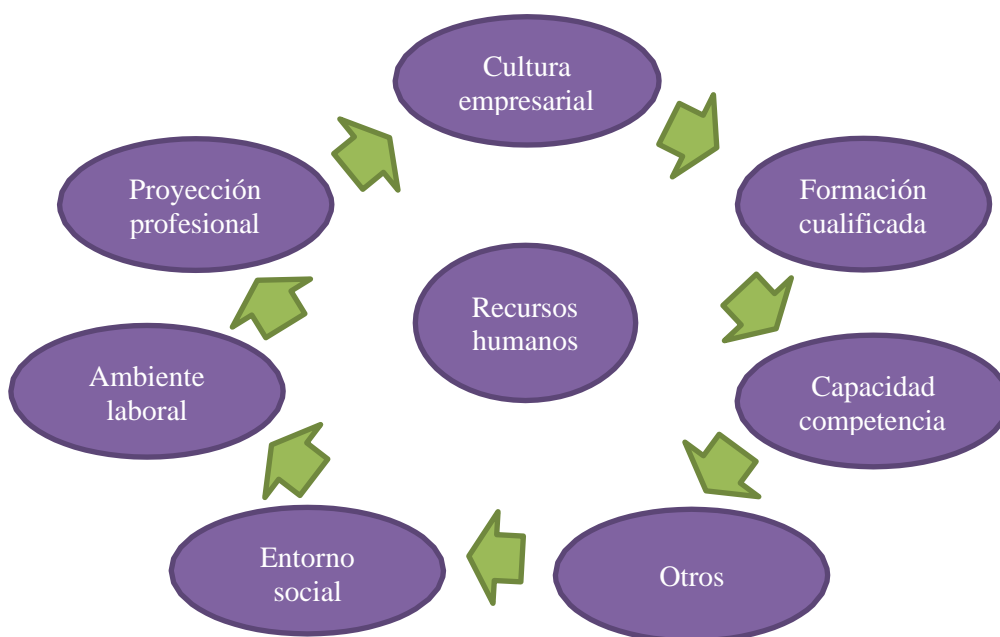 Cultura
empresarial
Proyección
profesional
Formación
cualificada
Recursos
humanos
Ambiente
laboral
Capacidad
competencia
Entorno
social
Otros